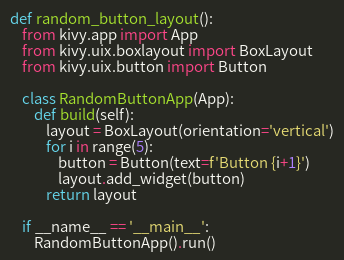 def random_button_layout():
    from kivy.app import App
    from kivy.uix.boxlayout import BoxLayout
    from kivy.uix.button import Button

    class RandomButtonApp(App):
        def build(self):
            layout = BoxLayout(orientation='vertical')
            for i in range(5):
                button = Button(text=f'Button {i+1}')
                layout.add_widget(button)
            return layout

    if __name__ == '__main__':
        RandomButtonApp().run()